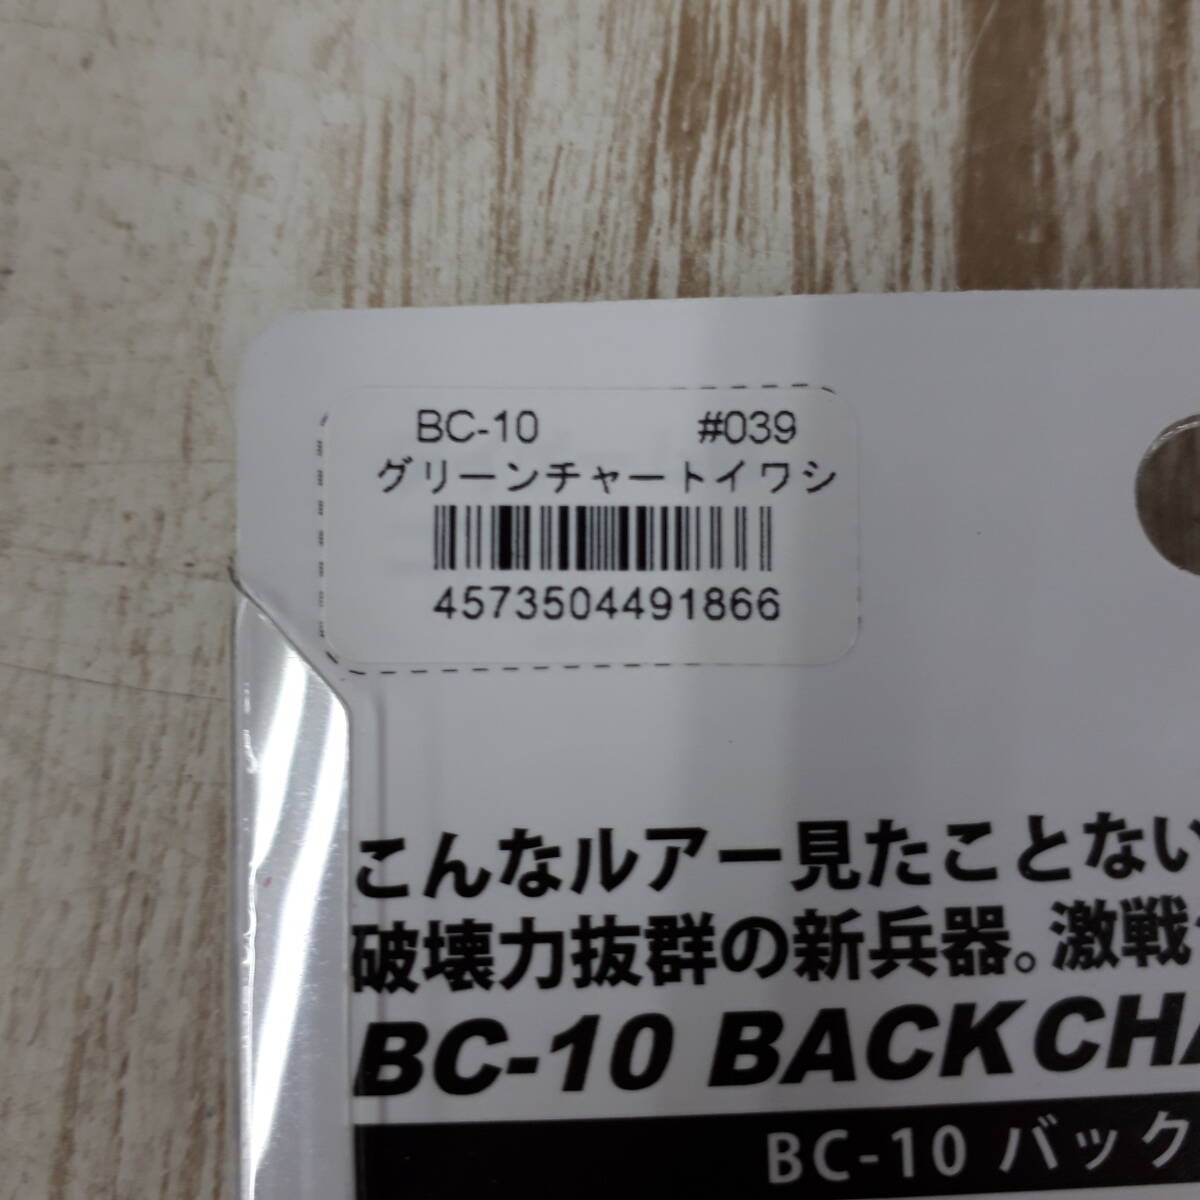 BC-10 #039
グリーンチャートイワシ
4573504491866
こんなルアー見たことない
破壊力抜群の新兵器。激戦
BC-10 BACK CHA
BC-10 バック